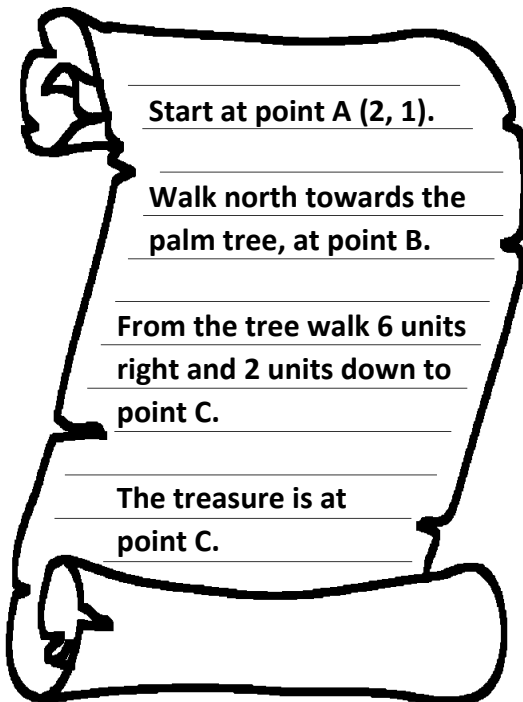 Start at point A (2, 1).
Walk north towards the
palm tree, at point B.
From the tree walk 6 units
right and 2 units down to
point C.
The treasure is at
point C.